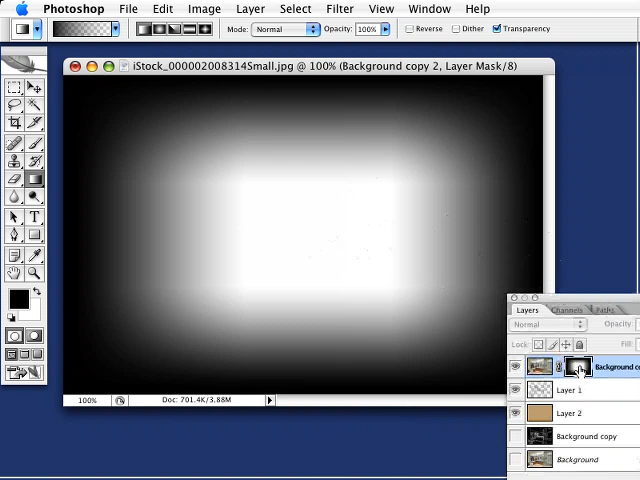 Photoshop File Edit Image Layer Select Filter View Window Help
Mode: Normal Opacity: 100% Reverse Dither Transparency
iStock_000002008314Small.jpg @ 100% (Background copy 2, Layer Mask/8)
T
Layers Channels Paths
Normal Opacity
Lock: Fill:
Background co
Layer 1
Layer 2
Background copy
Background
100% Doc: 701.4K/3.88M